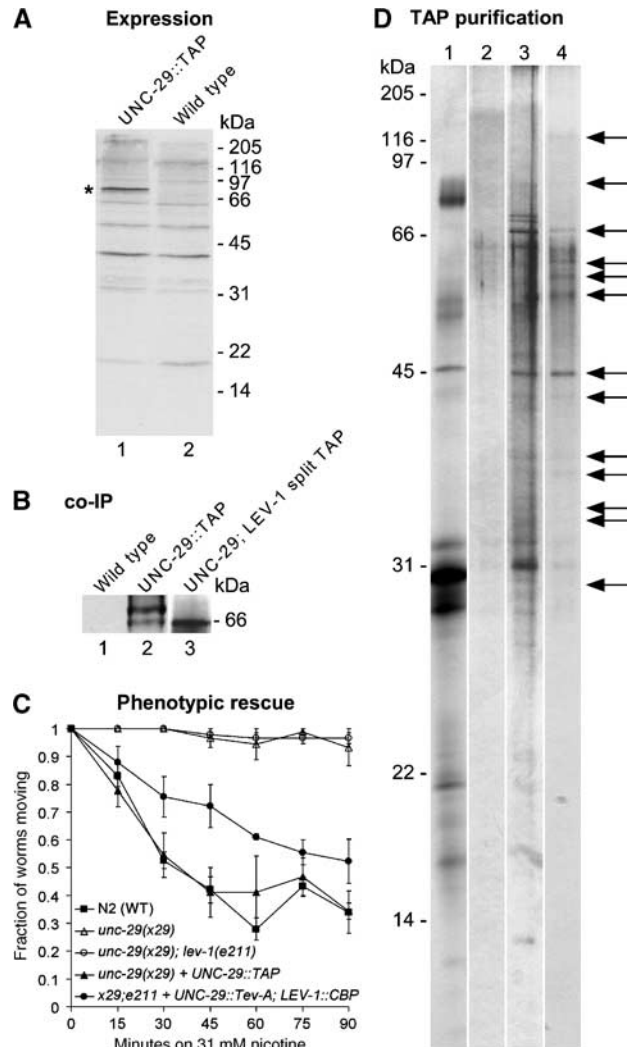 A
Expression
UNC-29::TAP
Wild type
kDa
- 205
- 116
- 97
- 66
- 45
- 31
- 22
- 14
*
1 2
B
co-IP
Wild type
UNC-29::TAP
UNC-29; LEV-1 split TAP
kDa
- 66
1 2 3
C
Phenotypic rescue
Fraction of worms moving
1
0.9
0.8
0.7
0.6
0.5
0.4
0.3
0.2
0.1
0
N2 (WT)
unc-29(x29)
unc-29(x29); lev-1(e211)
unc-29(x29) + UNC-29::TAP
x29;e211 + UNC-29::Tev-A; LEV-1::CBP
0 15 30 45 60 75 90
Minutes on 31 mM nicotine
D
TAP purification
1 2 3 4
kDa
205 -
116 -
97 -
66 -
45 -
31 -
22 -
14 -